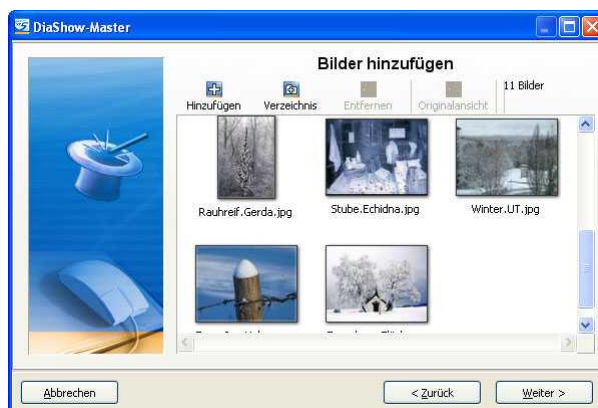 DiaShow-Master
Bilder hinzufügen
Hinzufügen Verzeichnis Entfernen Originalansicht 11 Bilder
Rauhreif.Gerda.jpg Stube.Echidna.jpg Winter.UT.jpg
Abbrechen < Zurück Weiter >